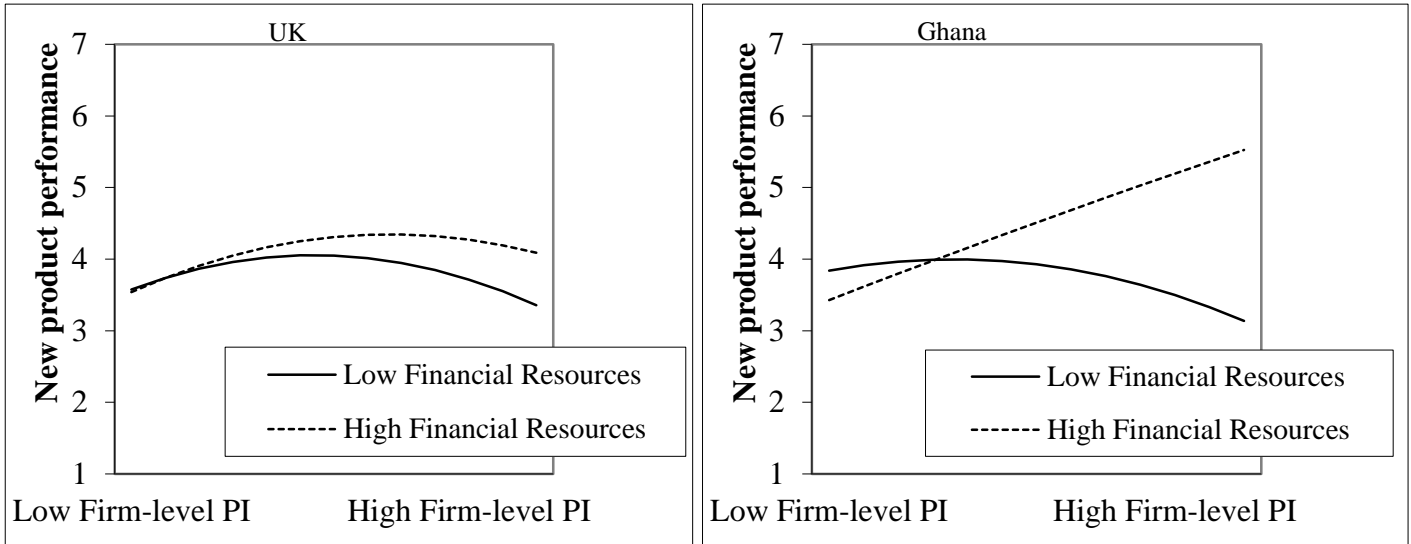 UK
7
6
5
4
3
2
1
New product performance
Low Financial Resources
High Financial Resources
Low Firm-level PI
High Firm-level PI
Ghana
7
6
5
4
3
2
1
New product performance
Low Financial Resources
High Financial Resources
Low Firm-level PI
High Firm-level PI